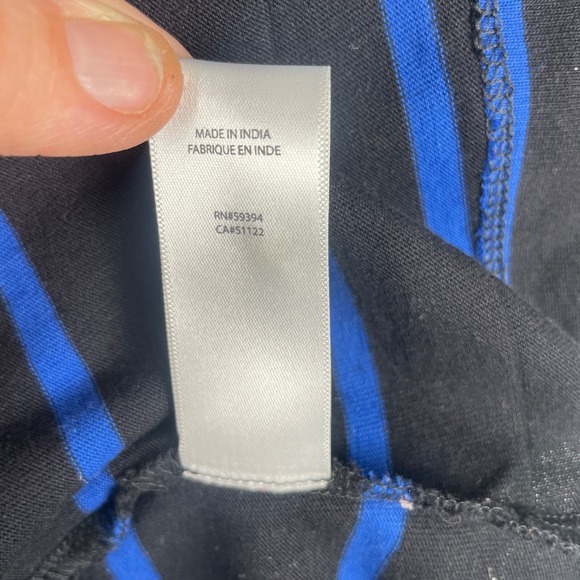 MADE IN INDIA
FABRIQUE EN INDE
RN#59394
CA#51122